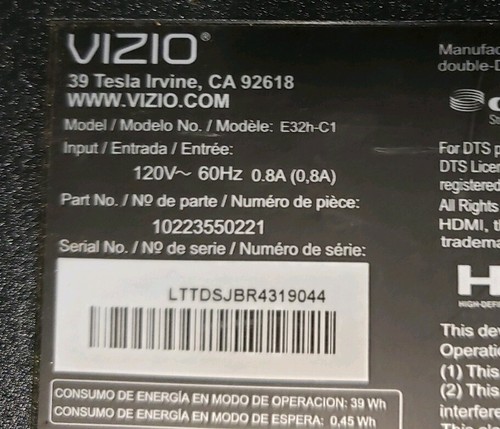 VIZIO®
39 Tesla Irvine, CA 92618
WWW.VIZIO.COM
Model / Modelo No. / Modèle: E32h-C1
Input / Entrada / Entrée:
120V~ 60Hz 0.8A (0,8A)
Part No. / Nº de parte / Numéro de pièce:
10223550221
Serial No. / Nº de serie / Numéro de série:
LTTDSJBR4319044
CONSUMO DE ENERGÍA EN MODO DE OPERACION: 39 Wh
CONSUMO DE ENERGÍA EN MODO DE ESPERA: 0,45 Wh
Manufac
double-D
For DTS p
DTS Licen
registered
All Rights
HDMI, t
tradema
H
HIGH-DEFI
This dev
Operati
(1) This
(2) This
interfere